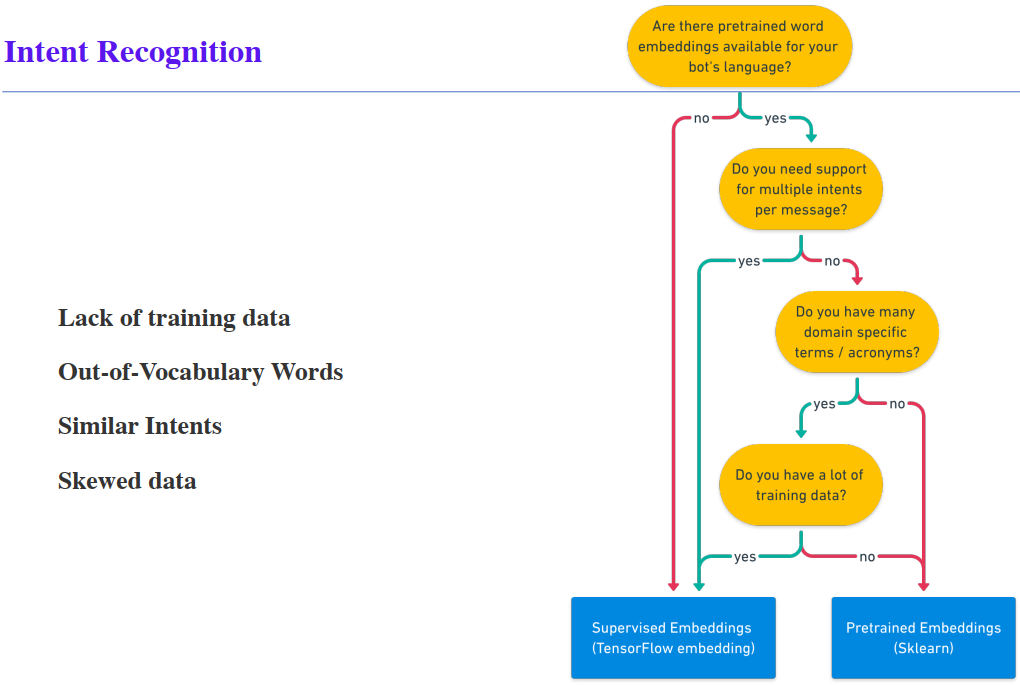 Intent Recognition
Are there pretrained word
embeddings available for your
bot's language?
no
yes
Do you need support
for multiple intents
per message?
yes
no
Lack of training data
Out-of-Vocabulary Words
Similar Intents
Skewed data
Do you have many
domain specific
terms / acronyms?
yes
no
Do you have a lot of
training data?
yes
no
Supervised Embeddings
(TensorFlow embedding)
Pretrained Embeddings
(Sklearn)